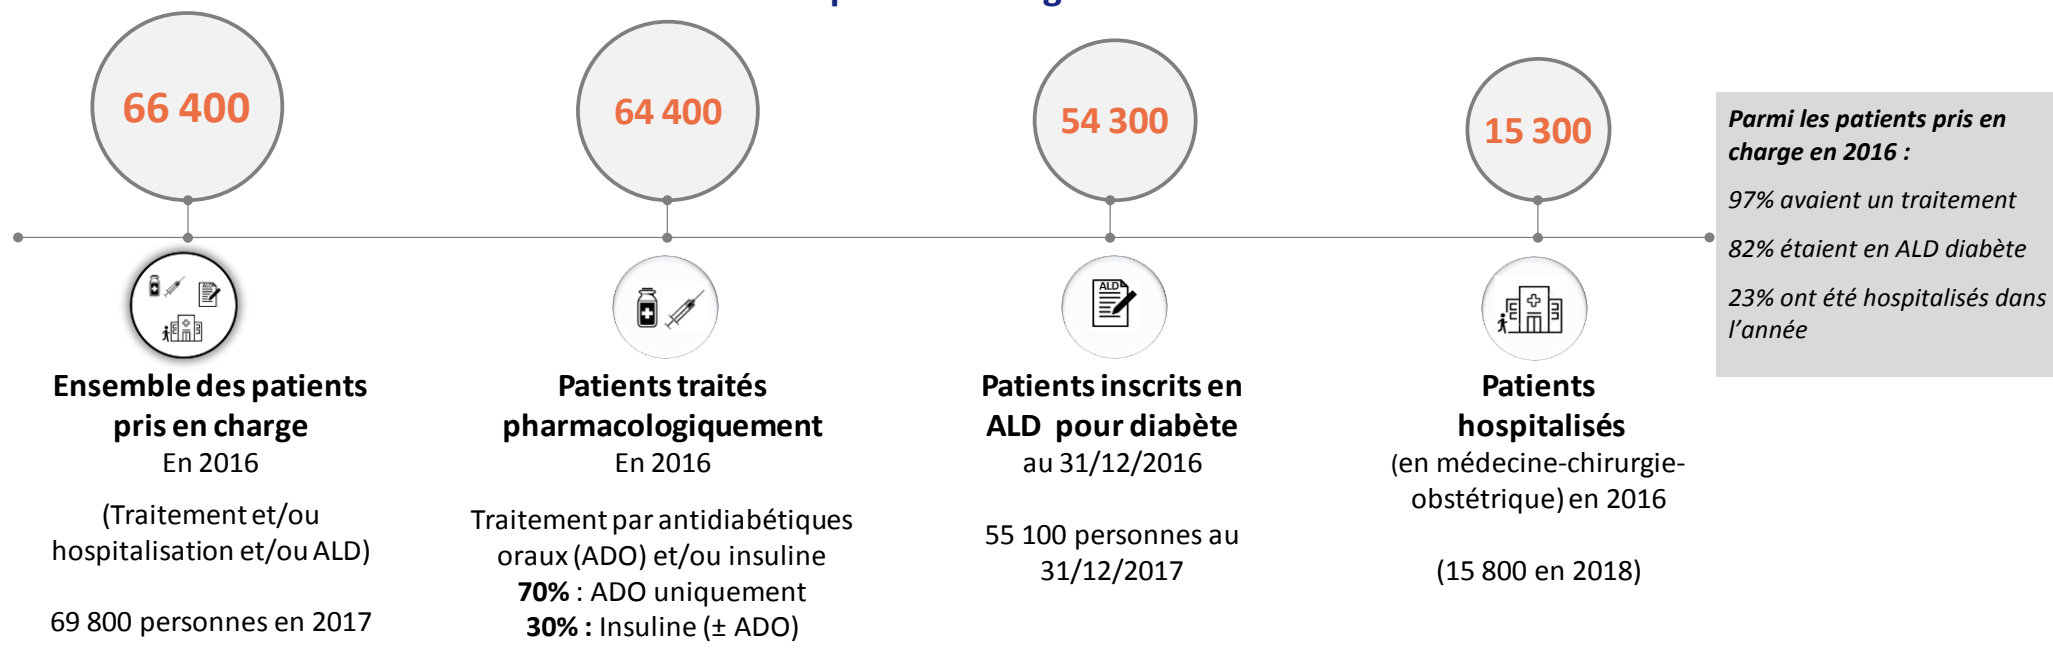 66 400
64 400
54 300
15 300
Parmi les patients pris en
charge en 2016 :
97% avaient un traitement
82% étaient en ALD diabète
23% ont été hospitalisés dans
l’année
ALD
ALD
Ensemble des patients
pris en charge
En 2016
(Traitement et/ou
hospitalisation et/ou ALD)
69 800 personnes en 2017
Patients traités
pharmacologiquement
En 2016
Traitement par antidiabétiques
oraux (ADO) et/ou insuline
70% : ADO uniquement
30% : Insuline (± ADO)
Patients inscrits en
ALD pour diabète
au 31/12/2016
55 100 personnes au
31/12/2017
Patients
hospitalisés
(en médecine-chirurgie-
obstétrique) en 2016
(15 800 en 2018)